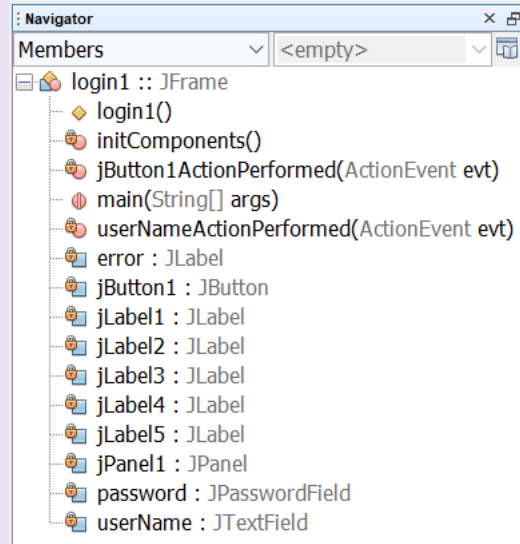 Navigator
Members <empty>
login1 :: JFrame
login1()
initComponents()
jButton1ActionPerformed(ActionEvent evt)
main(String[] args)
userNameActionPerformed(ActionEvent evt)
error : JLabel
jButton1 : JButton
jLabel1 : JLabel
jLabel2 : JLabel
jLabel3 : JLabel
jLabel4 : JLabel
jLabel5 : JLabel
jPanel1 : JPanel
password : JPasswordField
userName : JTextField